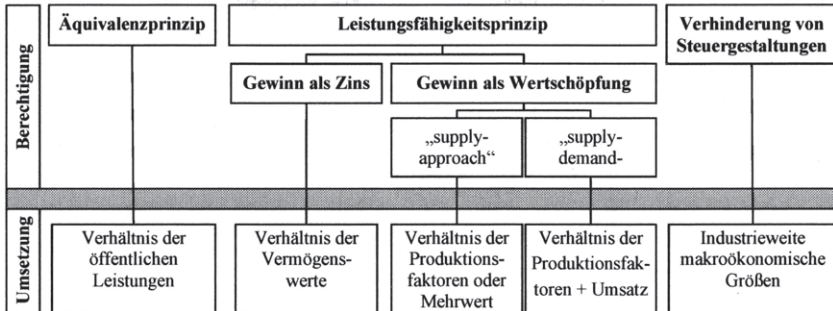 Berechtigung
Äquivalenzprinzip
Leistungsfähigkeitsprinzip
Verhinderung von
Steuergestaltungen
Gewinn als Zins
Gewinn als Wertschöpfung
„supply-
approach“
„supply-
demand-
Umsetzung
Verhältnis der
öffentlichen
Leistungen
Verhältnis der
Vermögens-
werte
Verhältnis der
Produktions-
faktoren oder
Mehrwert
Verhältnis der
Produktionsfak-
toren + Umsatz
Industrieweite
makroökonomische
Größen